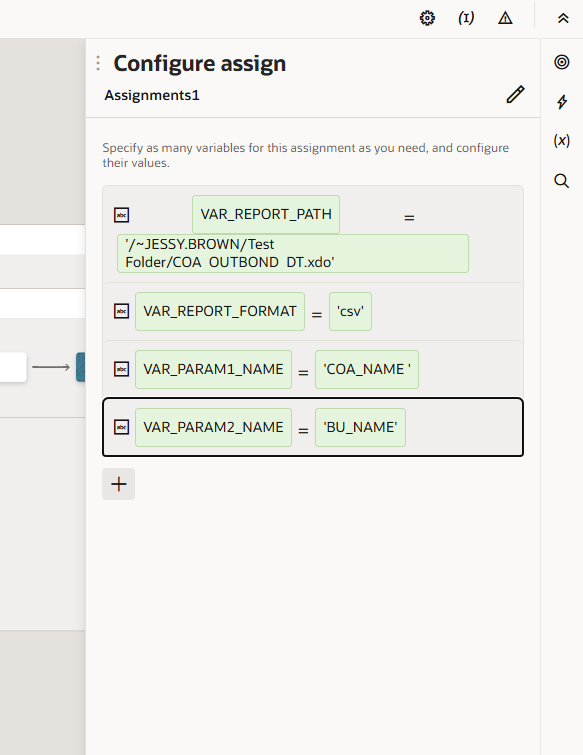 (I)
Configure assign
Assignments1
(x)
Specify as many variables for this assignment as you need, and configure
their values.
abc VAR_REPORT_PATH =
'/~JESSY.BROWN/Test
Folder/COA_OUTBOND_DT.xdo'
abc VAR_REPORT_FORMAT = 'csv'
abc VAR_PARAM1_NAME = 'COA_NAME '
abc VAR_PARAM2_NAME = 'BU_NAME'